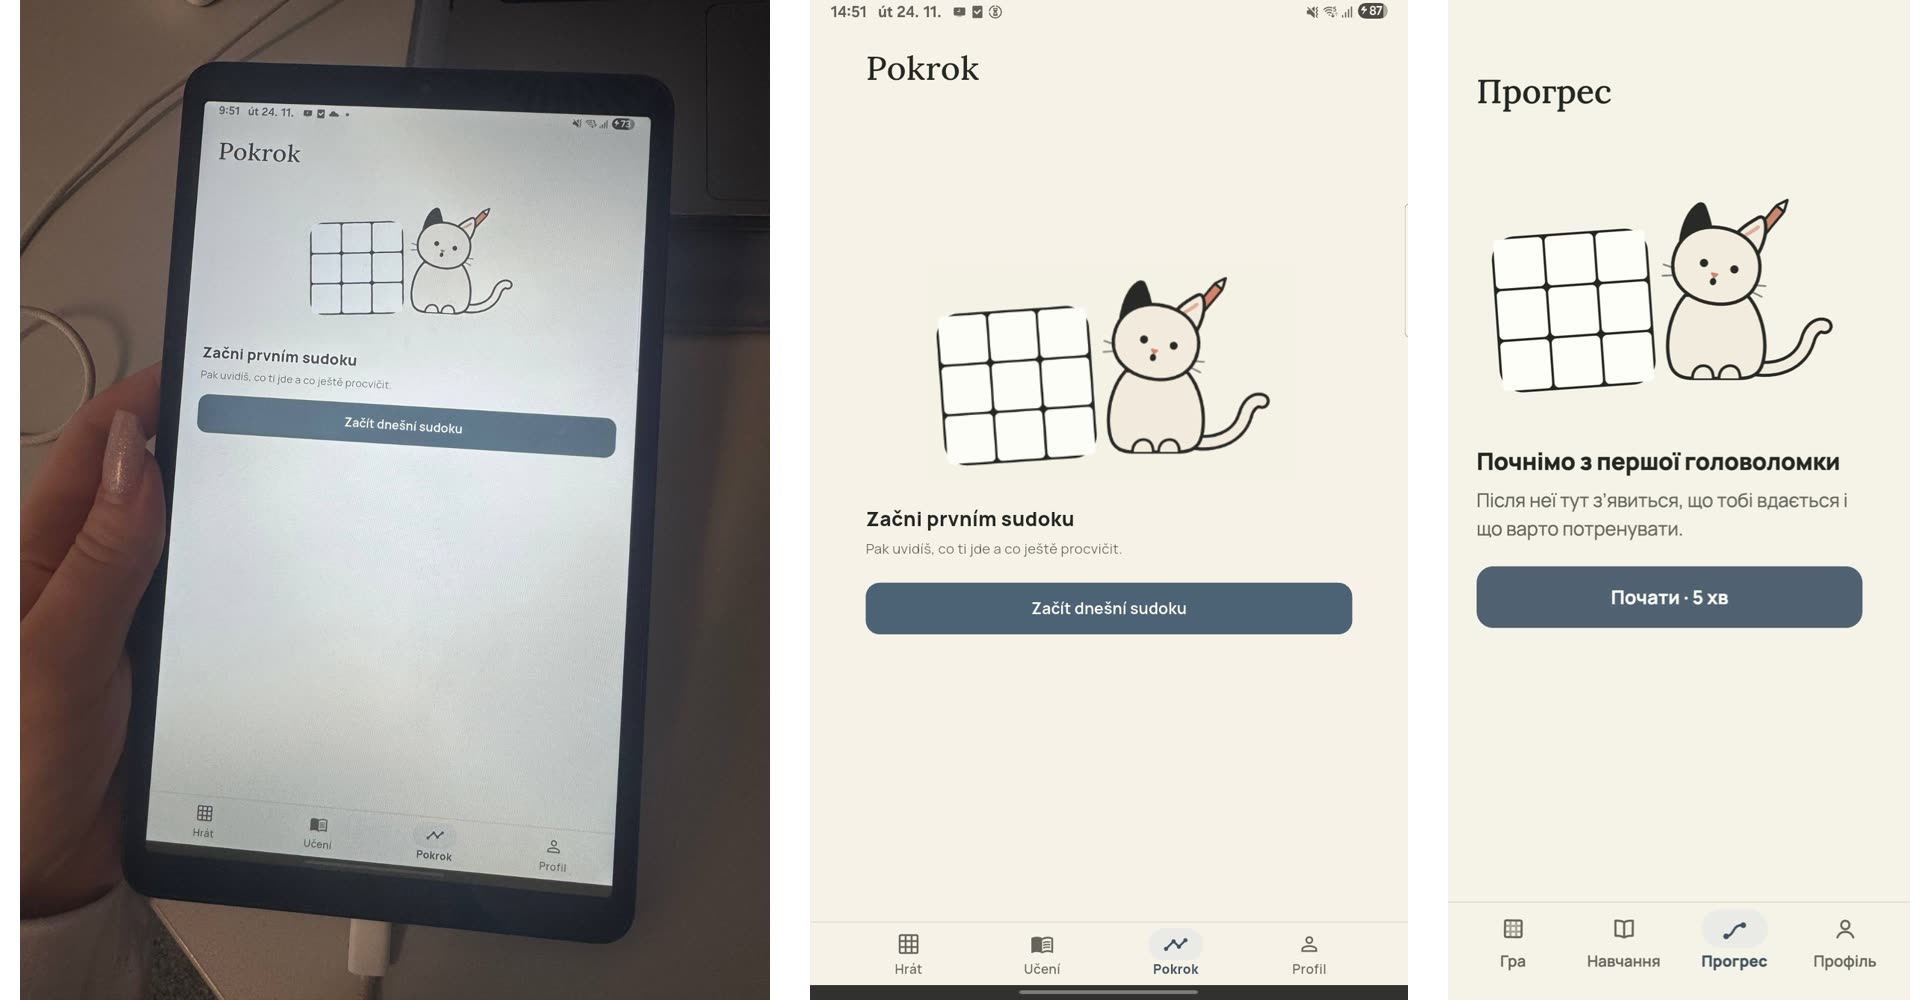 9:51 út 24. 11.
73
Pokrok
Začni prvním sudoku
Pak uvidíš, co ti jde a co ještě procvičit.
Začít dnešní sudoku
Hrát
Učení
Pokrok
Profil
14:51 út 24. 11.
87
Pokrok
Začni prvním sudoku
Pak uvidíš, co ti jde a co ještě procvičit.
Začít dnešní sudoku
Hrát
Učení
Pokrok
Profil
Прогрес
Почнімо з першої головоломки
Після неї тут з’явиться, що тобі вдається і
що варто потренувати.
Почати · 5 хв
Гра
Навчання
Прогрес
Профіль